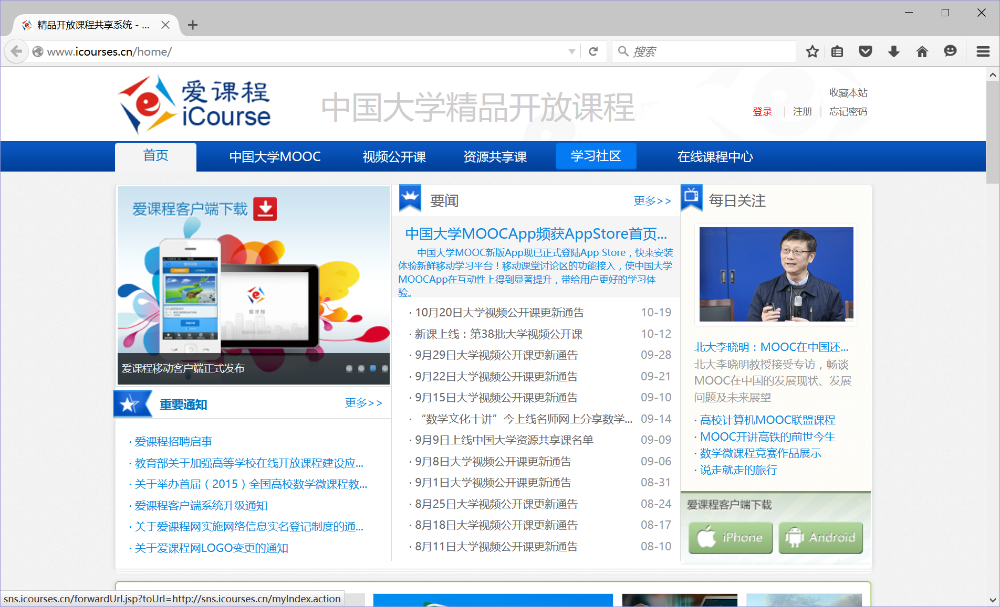 精品开放课程共享系统 - ...
www.icourses.cn/home/
搜索
爱课程
iCourse
中国大学精品开放课程
收藏本站
登录 | 注册 | 忘记密码
首页 中国大学MOOC 视频公开课 资源共享课 学习社区 在线课程中心
爱课程客户端下载
爱课程移动客户端正式发布
重要通知 更多>>
· 爱课程招聘启事
· 教育部关于加强高等学校在线开放课程建设应...
· 关于举办首届（2015）全国高校数学微课程教...
· 爱课程客户端系统升级通知
· 关于爱课程网实施网络信息实名登记制度的通...
· 关于爱课程网LOGO变更的通知
要闻 更多>>
中国大学MOOCApp频获AppStore首页...
中国大学MOOC新版App现已正式登陆App Store，快来安装
体验新鲜移动学习平台！移动课堂讨论区的功能接入，使中国大学
MOOCApp在互动性上得到显著提升，带给用户更好的学习体
验。
· 10月20日大学视频公开课更新通告 10-19
· 新课上线：第38批大学视频公开课 10-12
· 9月29日大学视频公开课更新通告 09-28
· 9月22日大学视频公开课更新通告 09-21
· 9月15日大学视频公开课更新通告 09-10
· “数学文化十讲”今上线名师网上分享数学... 09-14
· 9月9日上线中国大学资源共享课名单 09-09
· 9月8日大学视频公开课更新通告 09-06
· 9月1日大学视频公开课更新通告 08-31
· 8月25日大学视频公开课更新通告 08-24
· 8月18日大学视频公开课更新通告 08-17
· 8月11日大学视频公开课更新通告 08-10
每日关注
北大李晓明：MOOC在中国还...
北大李晓明教授接受专访，畅谈
MOOC在中国的发展现状、发展
问题及未来展望
· 高校计算机MOOC联盟课程
· MOOC开讲高铁的前世今生
· 数学微课程竞赛作品展示
· 说走就走的旅行
爱课程客户端下载
iPhone Android
sns.icourses.cn/forwardUrl.jsp?toUrl=http://sns.icourses.cn/myIndex.action